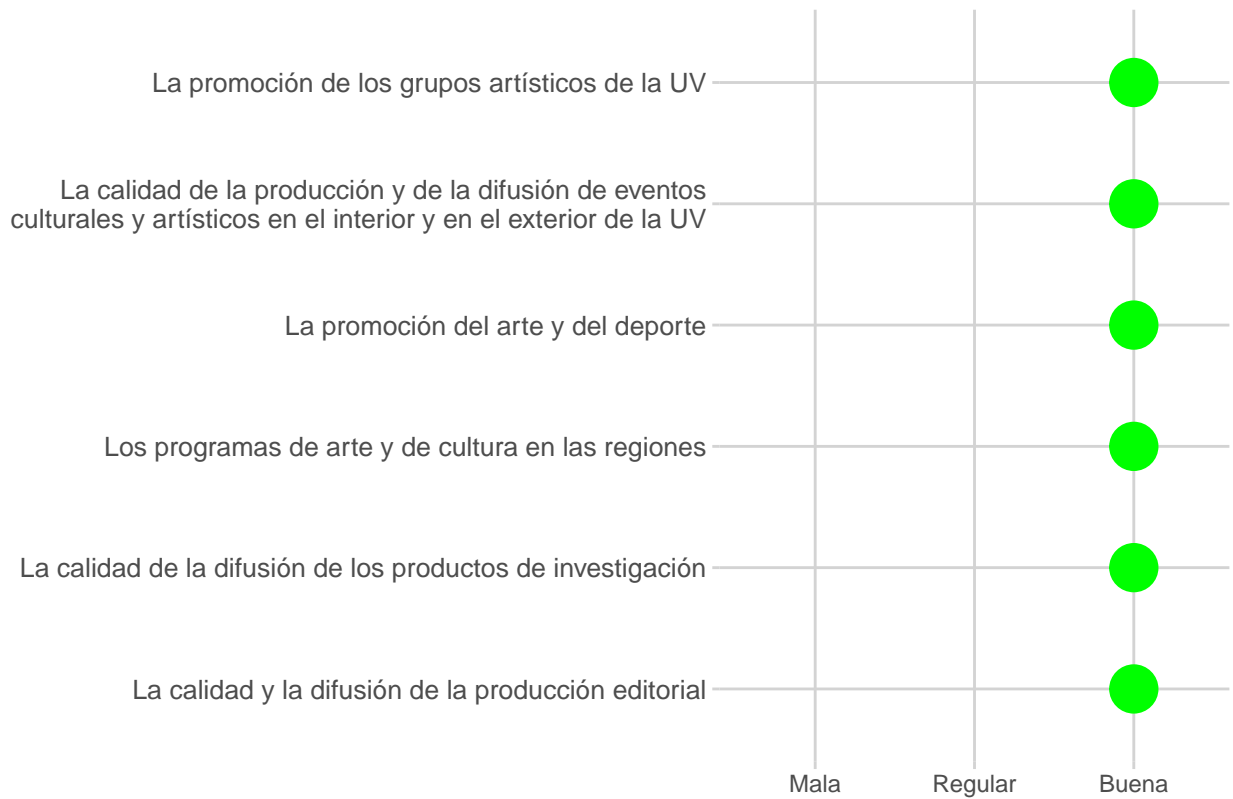 La promoción de los grupos artísticos de la UV
La calidad de la producción y de la difusión de eventos
culturales y artísticos en el interior y en el exterior de la UV
La promoción del arte y del deporte
Los programas de arte y de cultura en las regiones
La calidad de la difusión de los productos de investigación
La calidad y la difusión de la producción editorial
Mala Regular Buena